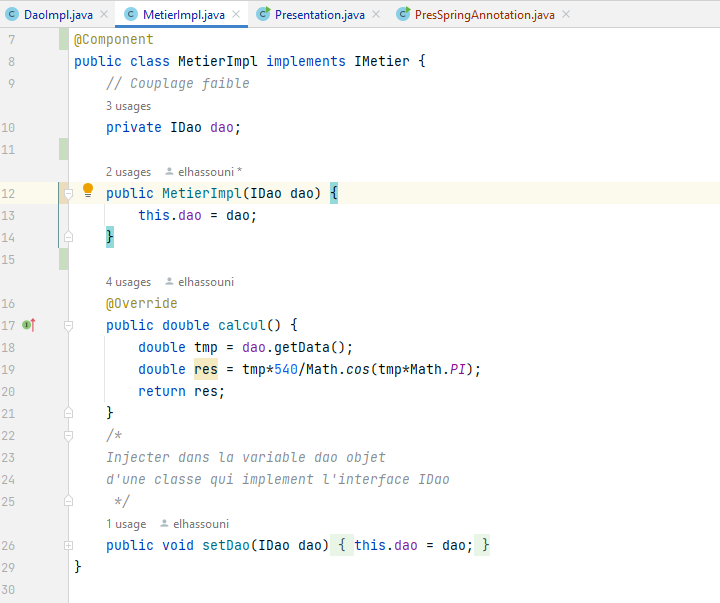 DaoImpl.java MetierImpl.java Presentation.java PresSpringAnnotation.java
7 @Component
8 public class MetierImpl implements IMetier {
9 // Couplage faible
3 usages
10 private IDao dao;
11
2 usages elhassouni *
12 public MetierImpl(IDao dao) {
13 this.dao = dao;
14 }
15
4 usages elhassouni
16 @Override
17 public double calcul() {
18 double tmp = dao.getData();
19 double res = tmp*540/Math.cos(tmp*Math.PI);
20 return res;
21 }
22 /*
23 Injecter dans la variable dao objet
24 d'une classe qui implement l'interface IDao
25 */
1 usage elhassouni
26 public void setDao(IDao dao) { this.dao = dao; }
29 }
30